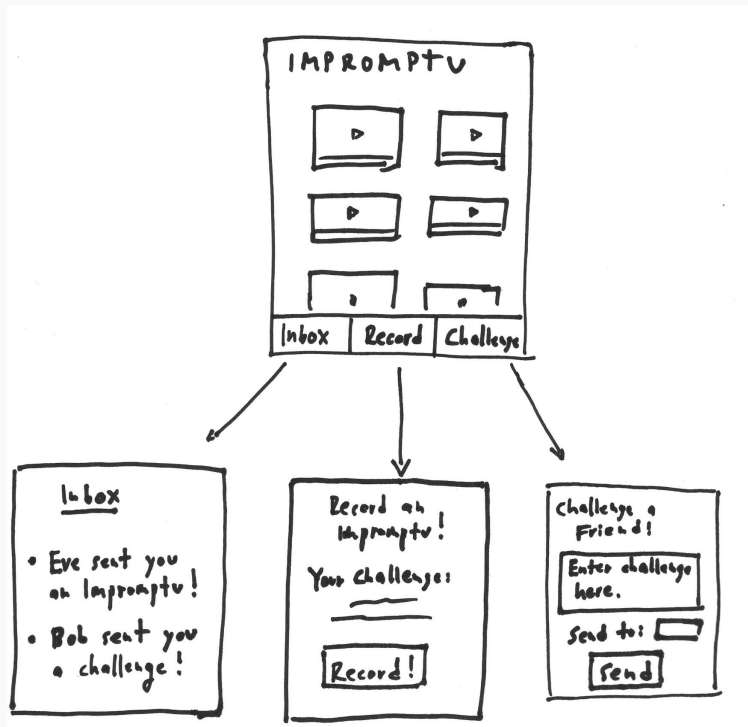 IMPROMPTU
Inbox
Record
Challenge
Inbox
• Eve sent you
an Impromptu!
• Bob sent you
a challenge!
Record an
Impromptu!
Your Challenge:
Record!
Challenge a
Friend!
Enter challenge
here.
Send to:
Send